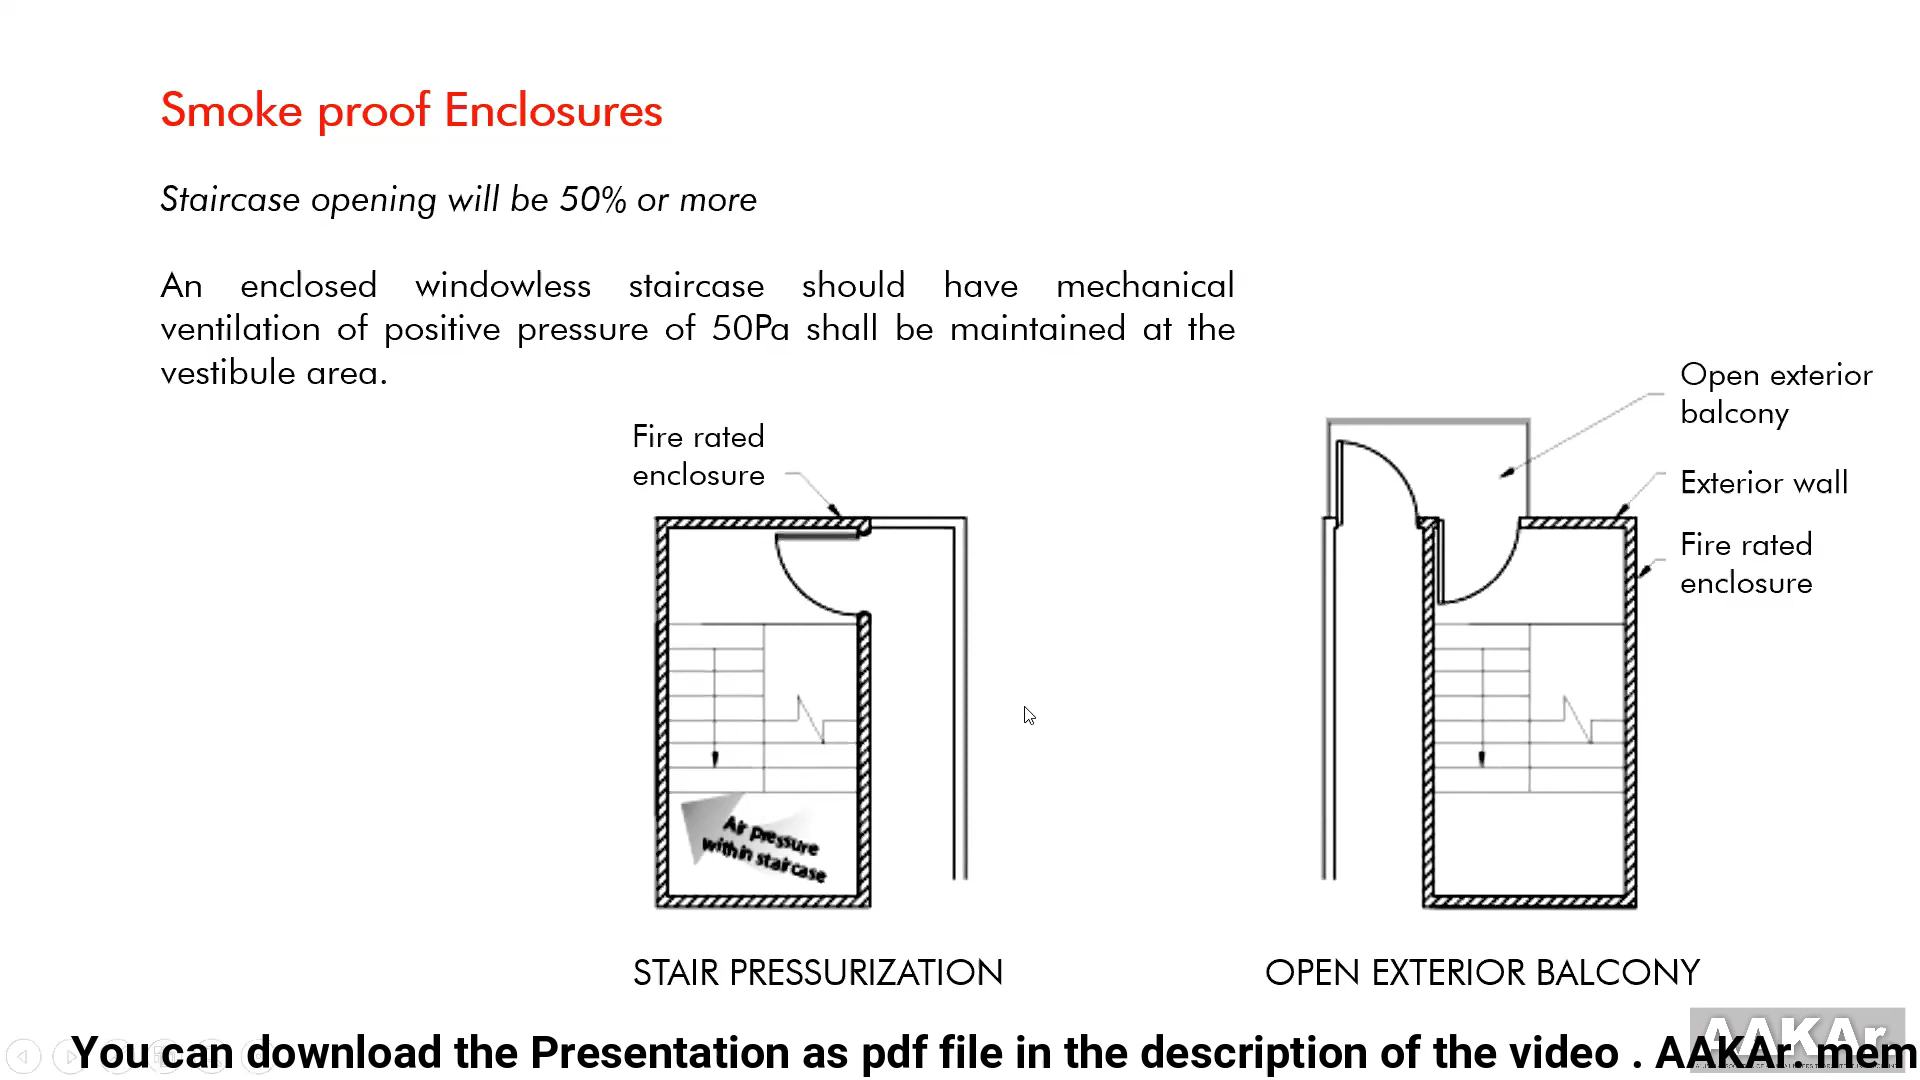 Smoke proof Enclosures
Staircase opening will be 50% or more
An enclosed windowless staircase should have mechanical
ventilation of positive pressure of 50Pa shall be maintained at the
vestibule area.
Fire rated
enclosure
Open exterior
balcony
Exterior wall
Fire rated
enclosure
Air pressure
within staircase
STAIR PRESSURIZATION
OPEN EXTERIOR BALCONY
AAKAr
You can download the Presentation as pdf file in the description of the video . AAKAr. mem